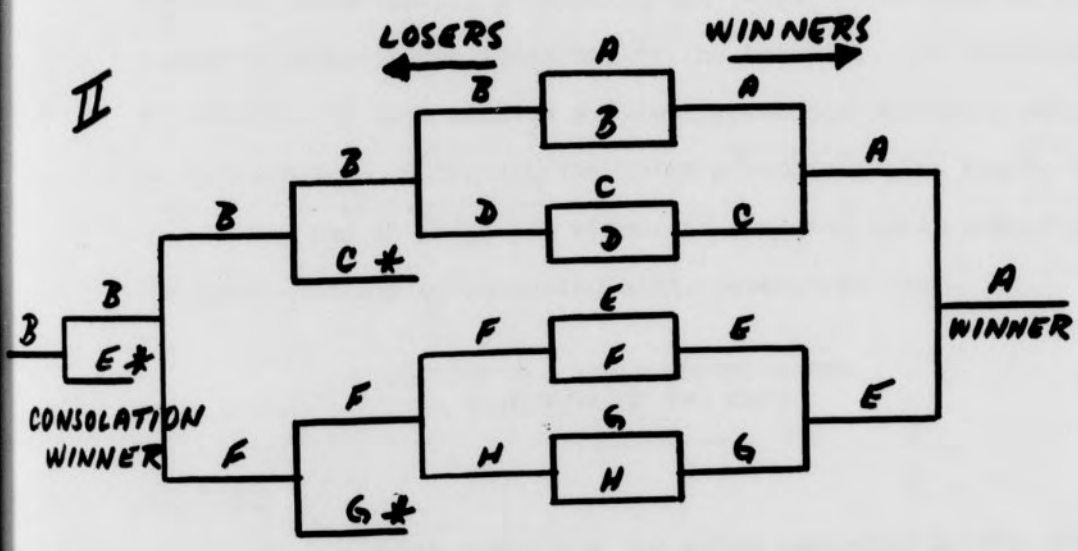 II
LOSERS WINNERS
A
B A
B
B A
C
B D C
D
C *
B A
B E WINNER
E * F E
F
CONSOLATION WINNER
F G E
F H G
H
G *